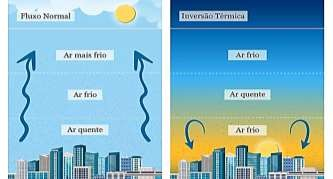 Fluxo Normal
Ar mais frio
Ar frio
Ar quente
Inversão Térmica
Ar frio
Ar quente
Ar frio